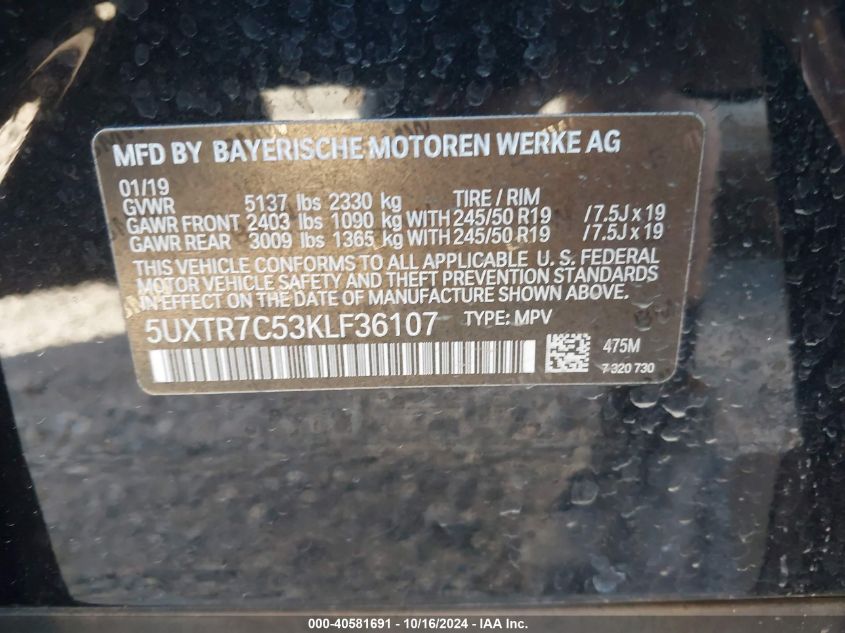 MFD BY BAYERISCHE MOTOREN WERKE AG
01/19
GVWR 5137 lbs 2330 kg TIRE / RIM
GAWR FRONT 2403 lbs 1090 kg WITH 245/50 R19 /7.5J x 19
GAWR REAR 3009 lbs 1365 kg WITH 245/50 R19 /7.5J x 19
THIS VEHICLE CONFORMS TO ALL APPLICABLE U. S. FEDERAL
MOTOR VEHICLE SAFETY AND THEFT PREVENTION STANDARDS
IN EFFECT ON THE DATE OF MANUFACTURE SHOWN ABOVE.
5UXTR7C53KLF36107 TYPE: MPV
475M
7 320 730
000-40581691 - 10/16/2024 - IAA Inc.